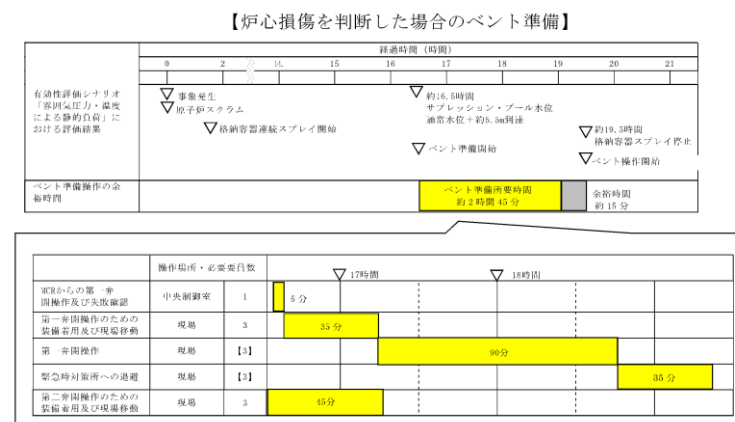 【炉心損傷を判断した場合のベント準備】
経過時間（時間）
0 2 14 15 16 17 18 19 20 21
有効性評価シナリオ
「雰囲気圧力・温度
による静的負荷」に
おける評価結果
事象発生
原子炉スクラム
格納容器連続スプレイ開始
約16.5時間
サプレッション・プール水位
通常水位＋約5.5m到達
ベント準備開始
約19.5時間
格納容器スプレイ停止
ベント操作開始
ベント準備操作の余
裕時間
ベント準備所要時間
約2時間45分
余裕時間
約15分
操作場所・必要要員数
17時間
18時間
MCRからの第一弁
開操作及び失敗確認
中央制御室
1
5分
第一弁開操作のための
装備着用及び現場移動
現場
3
35分
第一弁開操作
現場
【3】
90分
緊急時対策所への退避
現場
【3】
35分
第二弁開操作のための
装備着用及び現場移動
現場
3
45分